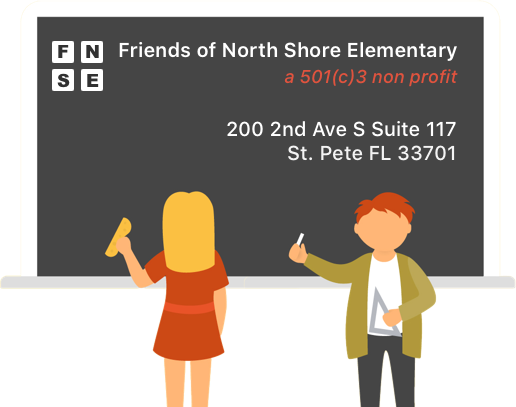 F N
S E
Friends of North Shore Elementary
a 501(c)3 non profit
200 2nd Ave S Suite 117
St. Pete FL 33701